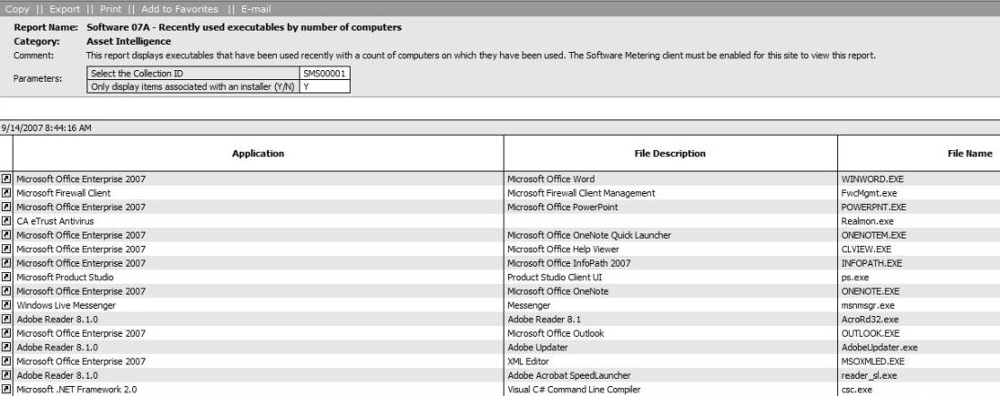 Copy || Export || Print || Add to Favorites || E-mail
Report Name: Software 07A - Recently used executables by number of computers
Category: Asset Intelligence
Comment: This report displays executables that have been used recently with a count of computers on which they have been used. The Software Metering client must be enabled for this site to view this report.
Parameters:
Select the Collection ID SMS00001
Only display items associated with an installer (Y/N) Y
9/14/2007 8:44:16 AM
Application File Description File Name
Microsoft Office Enterprise 2007 Microsoft Office Word WINWORD.EXE
Microsoft Firewall Client Microsoft Firewall Client Management FwcMgmt.exe
Microsoft Office Enterprise 2007 Microsoft Office PowerPoint POWERPNT.EXE
CA eTrust Antivirus Realmon.exe
Microsoft Office Enterprise 2007 Microsoft Office OneNote Quick Launcher ONENOTEM.EXE
Microsoft Office Enterprise 2007 Microsoft Office Help Viewer CLVIEW.EXE
Microsoft Office Enterprise 2007 Microsoft Office InfoPath 2007 INFOPATH.EXE
Microsoft Product Studio Product Studio Client UI ps.exe
Microsoft Office Enterprise 2007 Microsoft Office OneNote ONENOTE.EXE
Windows Live Messenger Messenger msnmsgr.exe
Adobe Reader 8.1.0 Adobe Reader 8.1 AcroRd32.exe
Microsoft Office Enterprise 2007 Microsoft Office Outlook OUTLOOK.EXE
Adobe Reader 8.1.0 Adobe Updater AdobeUpdater.exe
Microsoft Office Enterprise 2007 XML Editor MSOXMLED.EXE
Adobe Reader 8.1.0 Adobe Acrobat SpeedLauncher reader_sl.exe
Microsoft .NET Framework 2.0 Visual C# Command Line Compiler csc.exe